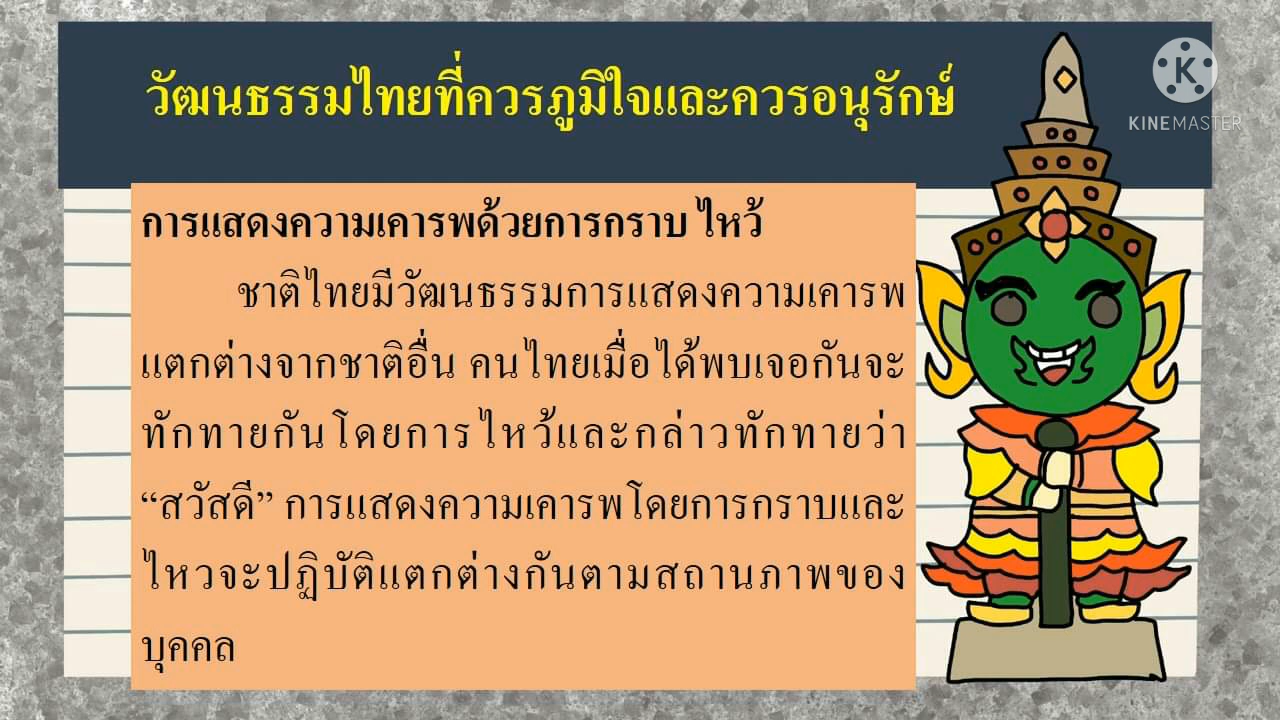 วัฒนธรรมไทยที่ควรภูมิใจและควรอนุรักษ์
K
KINEMASTER
การแสดงความเคารพด้วยการกราบ ไหว้
ชาติไทยมีวัฒนธรรมการแสดงความเคารพ
แตกต่างจากชาติอื่น คนไทยเมื่อได้พบเจอกันจะ
ทักทายกันโดยการไหว้และกล่าวทักทายว่า
“สวัสดี” การแสดงความเคารพโดยการกราบและ
ไหวจะปฏิบัติแตกต่างกันตามสถานภาพของ
บุคคล